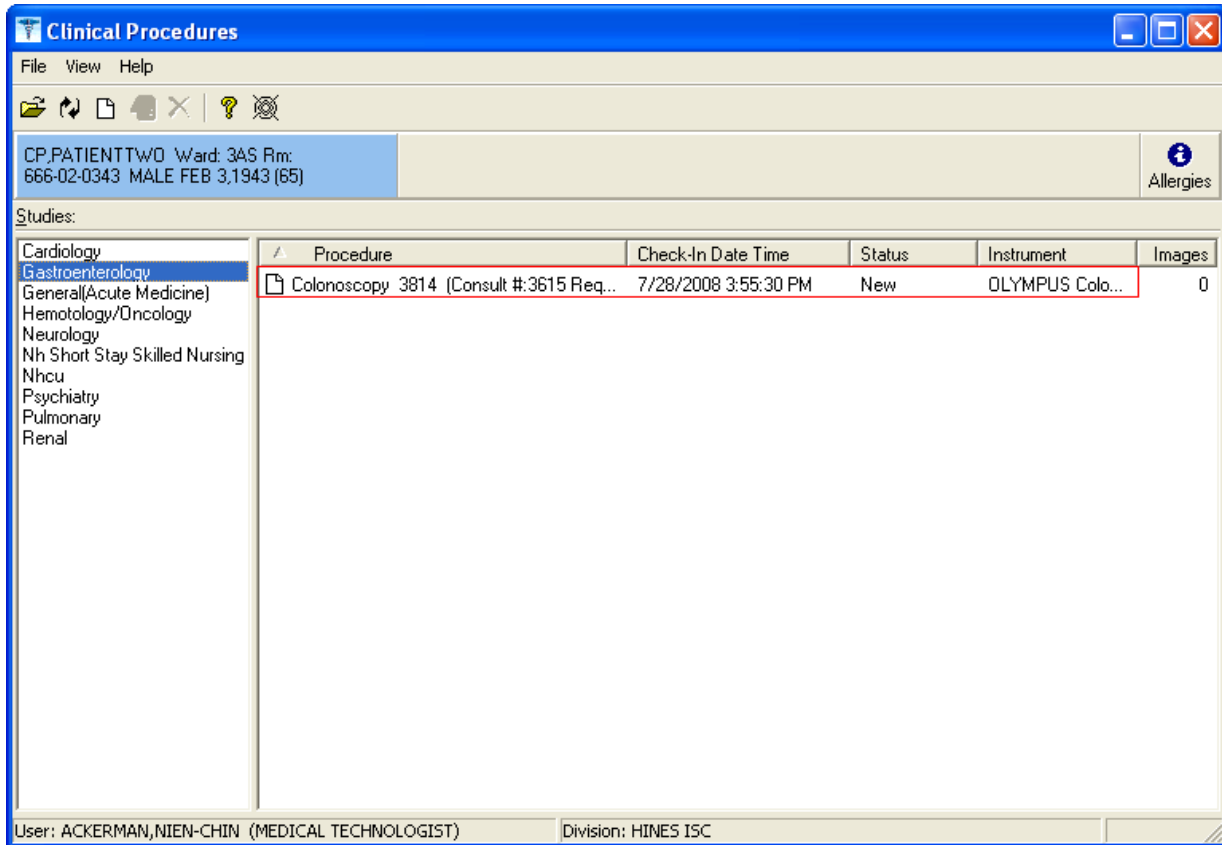 Clinical Procedures
File View Help
CP,PATIENTTWO Ward: 3AS Rm:
666-02-0343 MALE FEB 3,1943 (65)
Allergies
Studies:
Cardiology
Gastroenterology
General(Acute Medicine)
Hemotology/Oncology
Neurology
Nh Short Stay Skilled Nursing
Nhcu
Psychiatry
Pulmonary
Renal
Procedure Check-In Date Time Status Instrument Images
Colonoscopy 3814 (Consult #:3615 Req... 7/28/2008 3:55:30 PM New OLYMPUS Colo... 0
User: ACKERMAN,NIEN-CHIN (MEDICAL TECHNOLOGIST) Division: HINES ISC